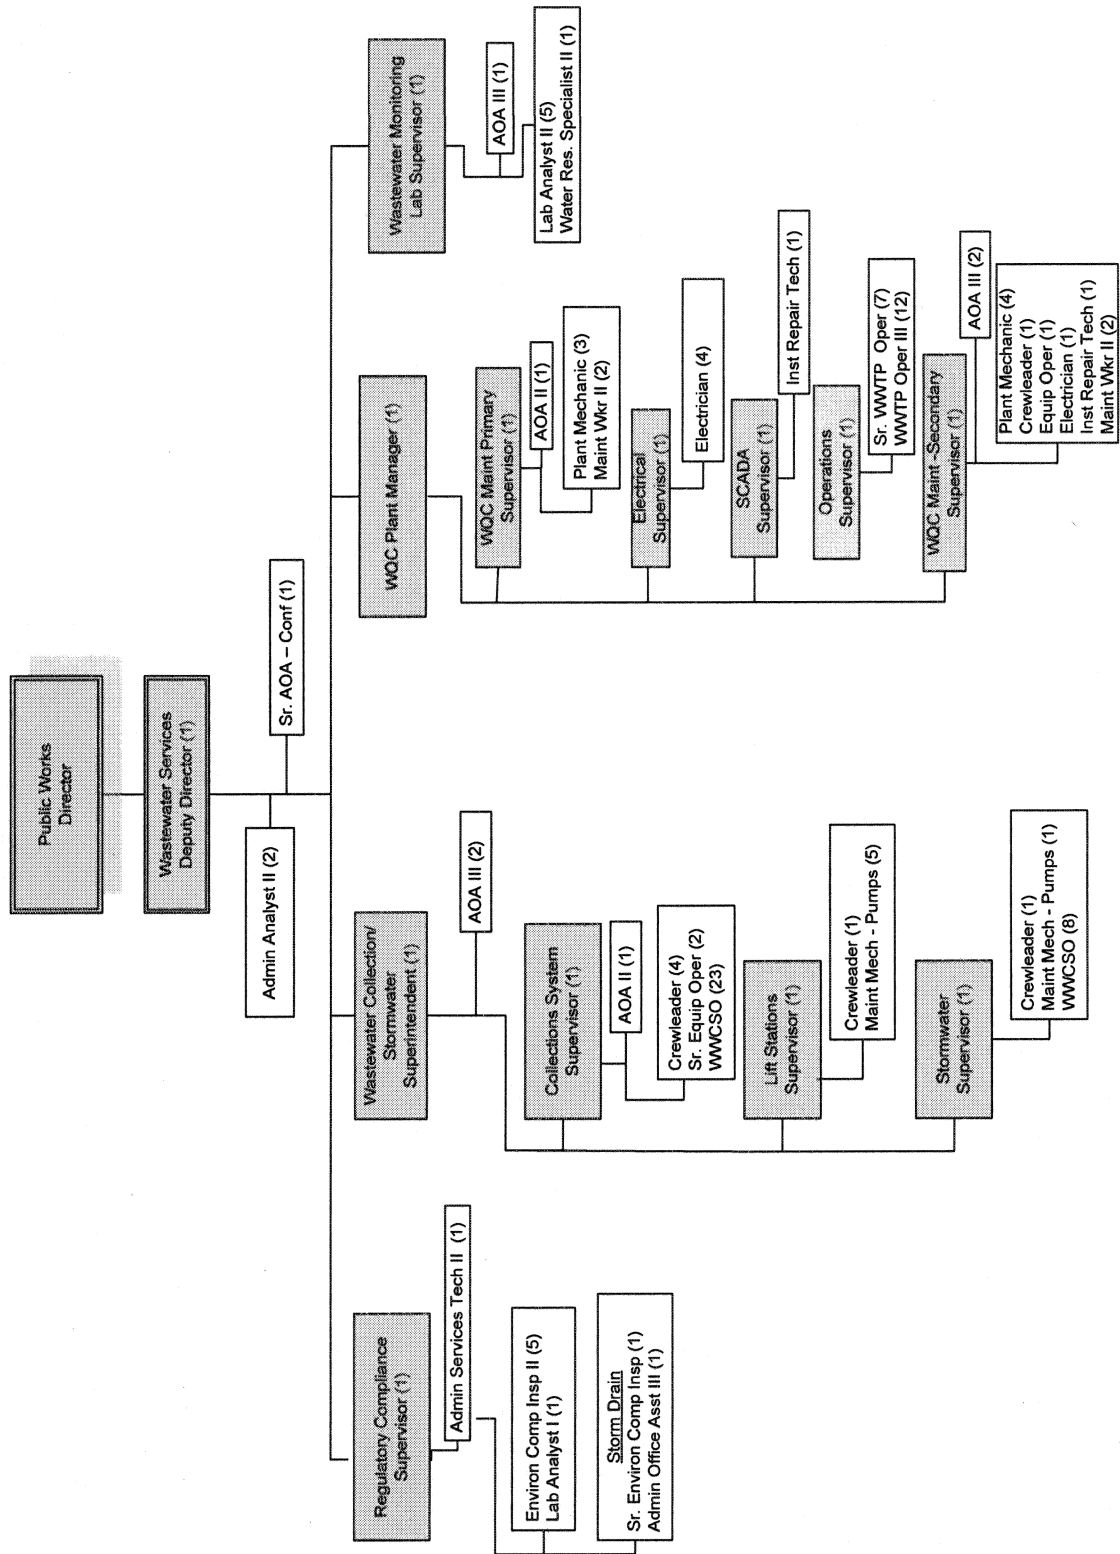 Public Works
Director
Wastewater Services
Deputy Director (1)
Admin Analyst II (2)
Sr. AOA – Conf (1)
Regulatory Compliance
Supervisor (1)
Admin Services Tech II (1)
Environ Comp Insp II (5)
Lab Analyst I (1)
Storm Drain
Sr. Environ Comp Insp (1)
Admin Office Asst III (1)
Wastewater Collection/
Stormwater
Superintendent (1)
AOA III (2)
Collections System
Supervisor (1)
AOA II (1)
Crewleader (4)
Sr. Equip Oper (2)
WWCSO (23)
Lift Stations
Supervisor (1)
Crewleader (1)
Maint Mech - Pumps (5)
Stormwater
Supervisor (1)
Crewleader (1)
Maint Mech - Pumps (1)
WWCSO (8)
WQC Plant Manager (1)
WQC Maint Primary
Supervisor (1)
AOA II (1)
Plant Mechanic (3)
Maint Wkr II (2)
Electrical
Supervisor (1)
Electrician (4)
SCADA
Supervisor (1)
Inst Repair Tech (1)
Operations
Supervisor (1)
Sr. WWTP Oper (7)
WWTP Oper III (12)
WQC Maint -Secondary
Supervisor (1)
AOA III (2)
Plant Mechanic (4)
Crewleader (1)
Equip Oper (1)
Electrician (1)
Inst Repair Tech (1)
Maint Wkr II (2)
Wastewater Monitoring
Lab Supervisor (1)
AOA III (1)
Lab Analyst II (5)
Water Res. Specialist II (1)